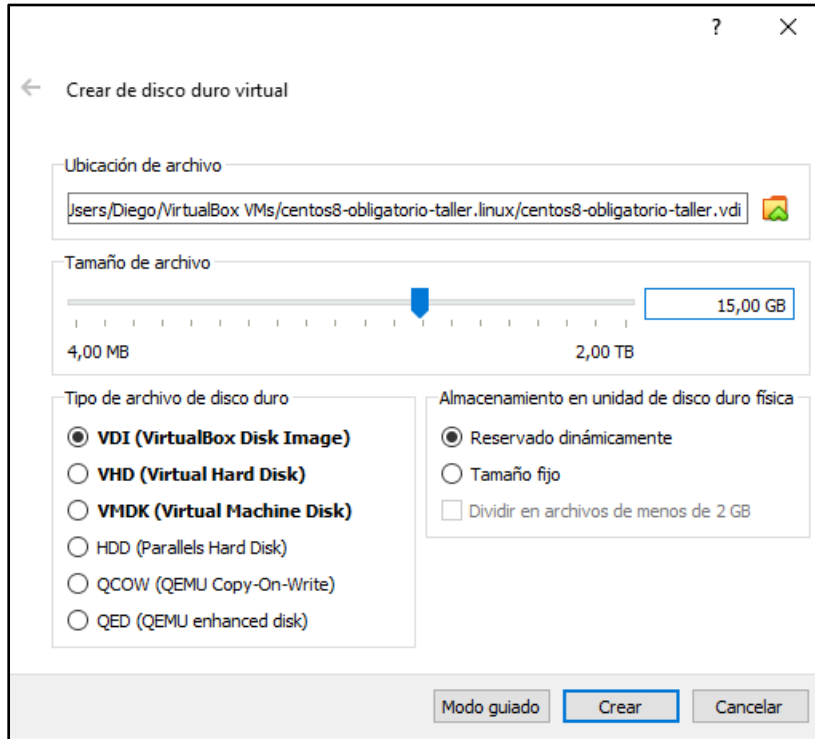 ?
Crear de disco duro virtual
Ubicación de archivo
Jsers/Diego/VirtualBox VMs/centos8-obligatorio-taller.linux/centos8-obligatorio-taller.vdi
Tamaño de archivo
15,00 GB
4,00 MB 2,00 TB
Tipo de archivo de disco duro
VDI (VirtualBox Disk Image)
VHD (Virtual Hard Disk)
VMDK (Virtual Machine Disk)
HDD (Parallels Hard Disk)
QCOW (QEMU Copy-On-Write)
QED (QEMU enhanced disk)
Almacenamiento en unidad de disco duro física
Reservado dinámicamente
Tamaño fijo
Dividir en archivos de menos de 2 GB
Modo guiado Crear Cancelar